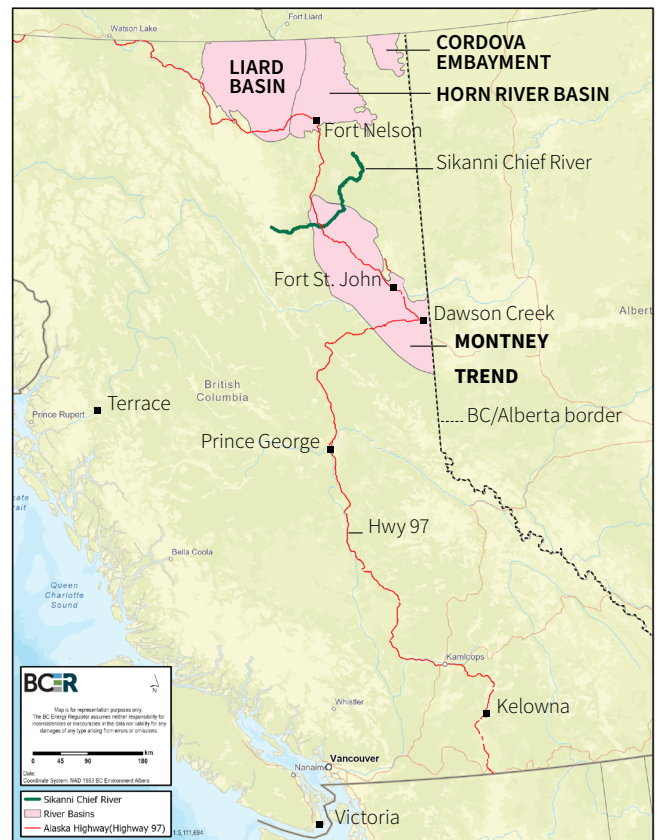 Fort Liard
Watson Lake
CORDOVA
EMBAYMENT
LIARD
BASIN
HORN RIVER BASIN
Fort Nelson
Sikanni Chief River
Fort St. John
Dawson Creek
Albert
MONTNEY
TREND
British
Columbia
Terrace
Prince Rupert
BC/Alberta border
Prince George
Hwy 97
Bella Coola
Queen
Charlotte
Sound
Kamloops
Whistler
Kelowna
Vancouver
Nanaim
Victoria
BCER
N
Map is for representation purposes only.
The BC Energy Regulator assumes neither responsibility for
inconsistencies or inaccuracies in the data nor liability for any
damages of any type arising from errors or omissions.
km
0 45 90 180
Date:
Coordinate System: NAD 1983 BC Environment Albers
Sikanni Chief River
River Basins
Alaska Highway(Highway 97)